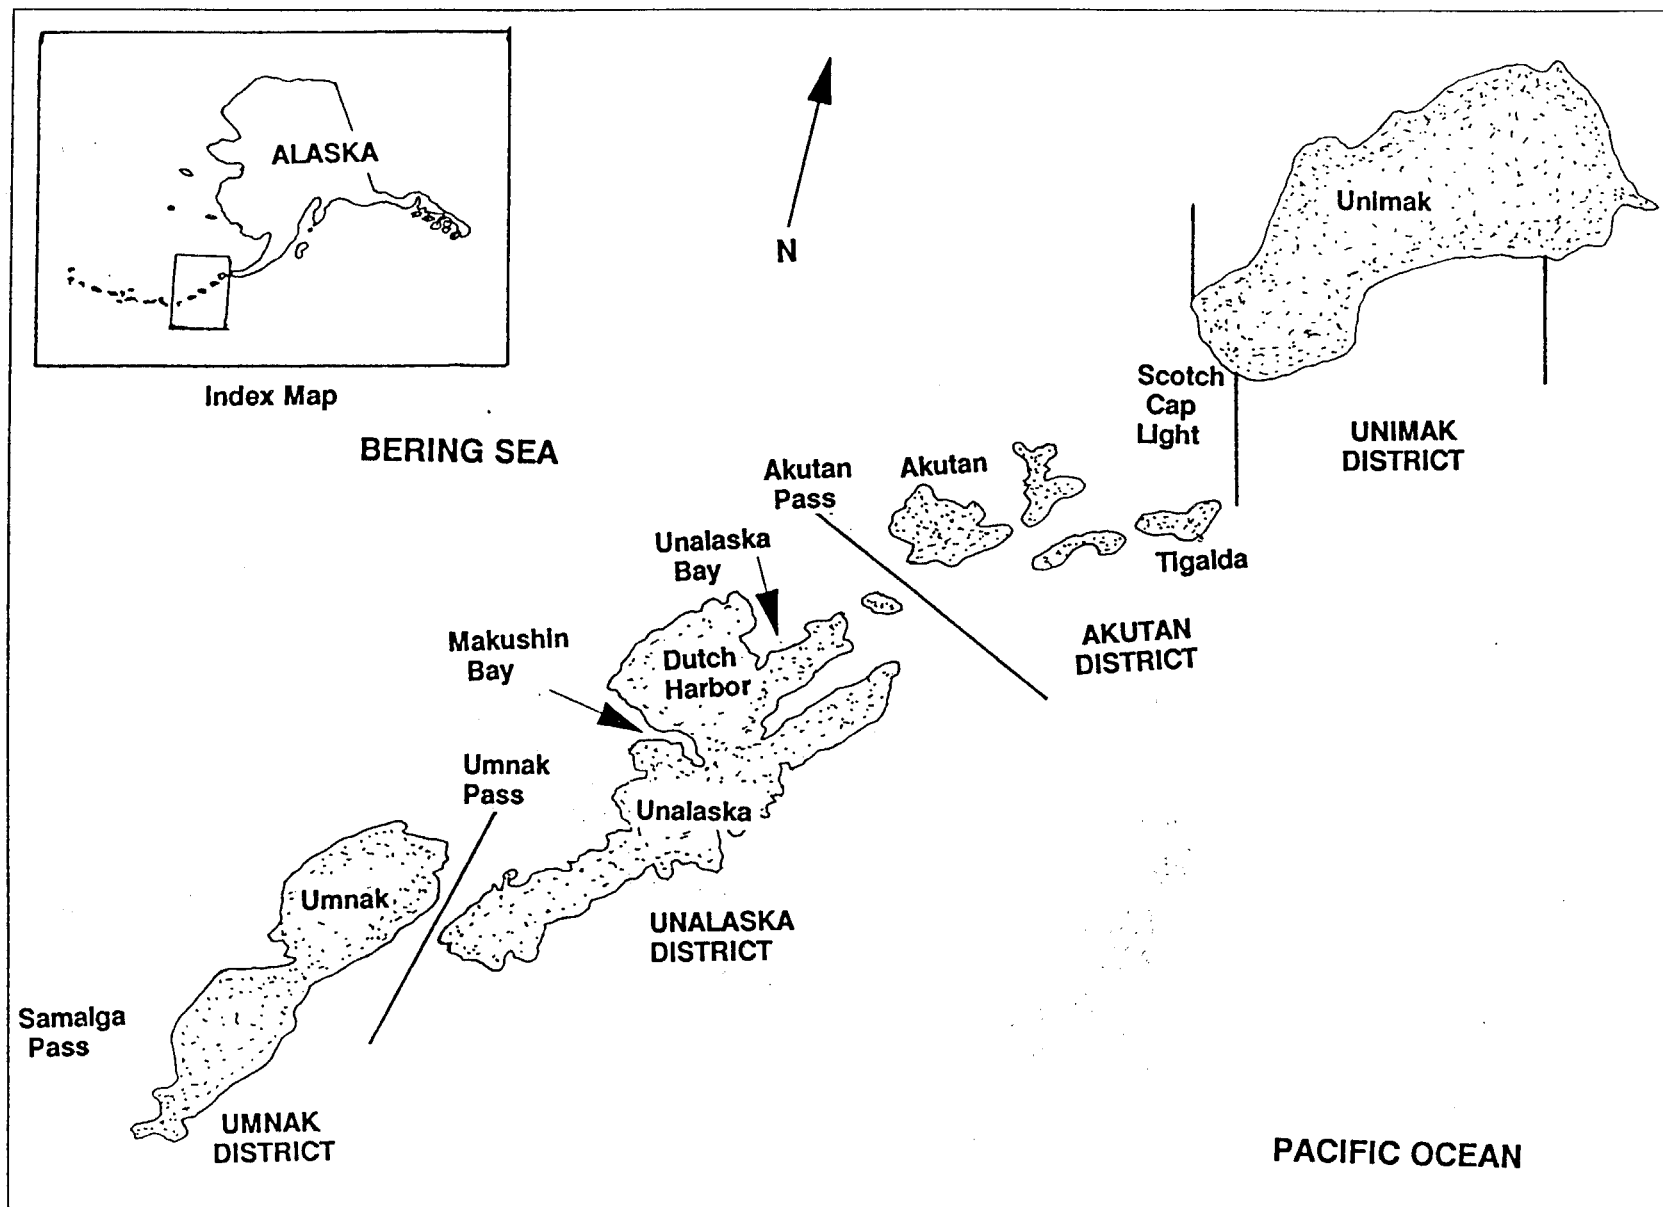 ALASKA
Index Map
N
BERING SEA
Unimak
Scotch
Cap
Light
UNIMAK
DISTRICT
Akutan
Pass
Akutan
Tigalda
AKUTAN
DISTRICT
Unalaska
Bay
Makushin
Bay
Dutch
Harbor
Umnak
Pass
Unalaska
UNALASKA
DISTRICT
Umnak
Samalga
Pass
UMNAK
DISTRICT
PACIFIC OCEAN